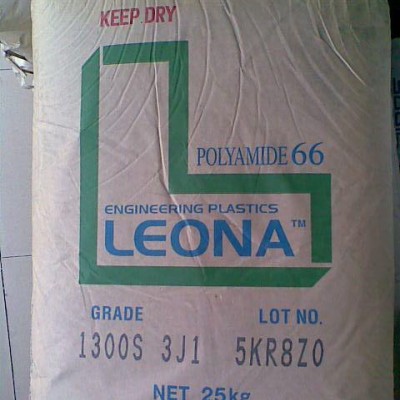 KEEP DRY
POLYAMIDE 66
ENGINEERING PLASTICS
LEONA™
GRADE LOT NO.
1300S 3J1 5KR8Z0
NET 25kg